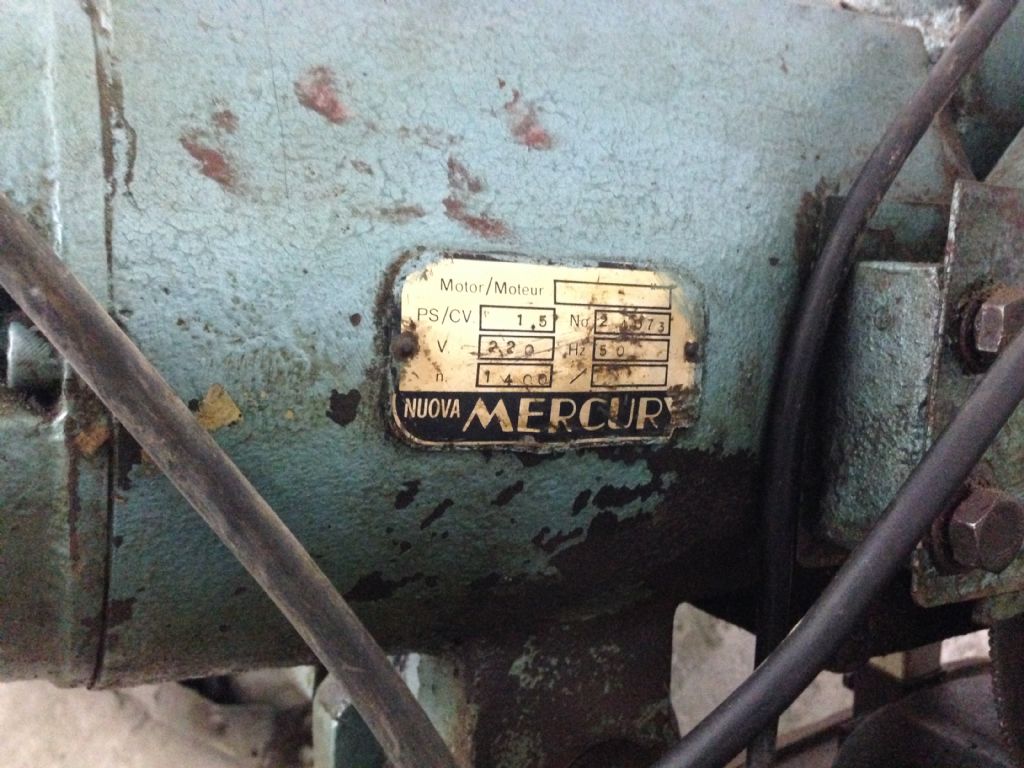 Motor/Moteur
PS/CV 1,5 No
V. 220 Hz 50
n. 1400 /
NUOVA MERCURY